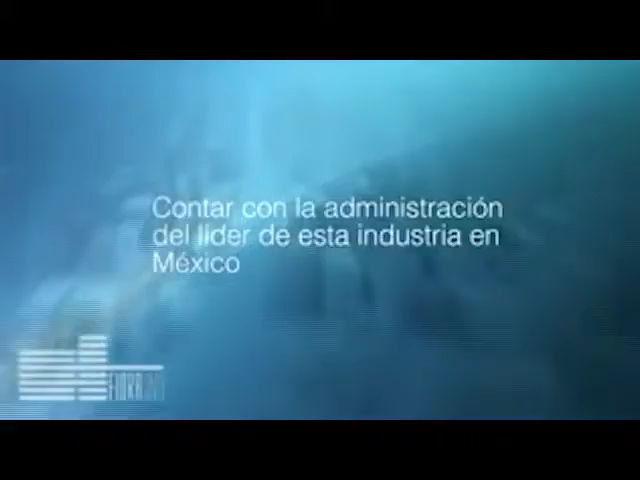 Contar con la administración
del líder de esta industria en
México